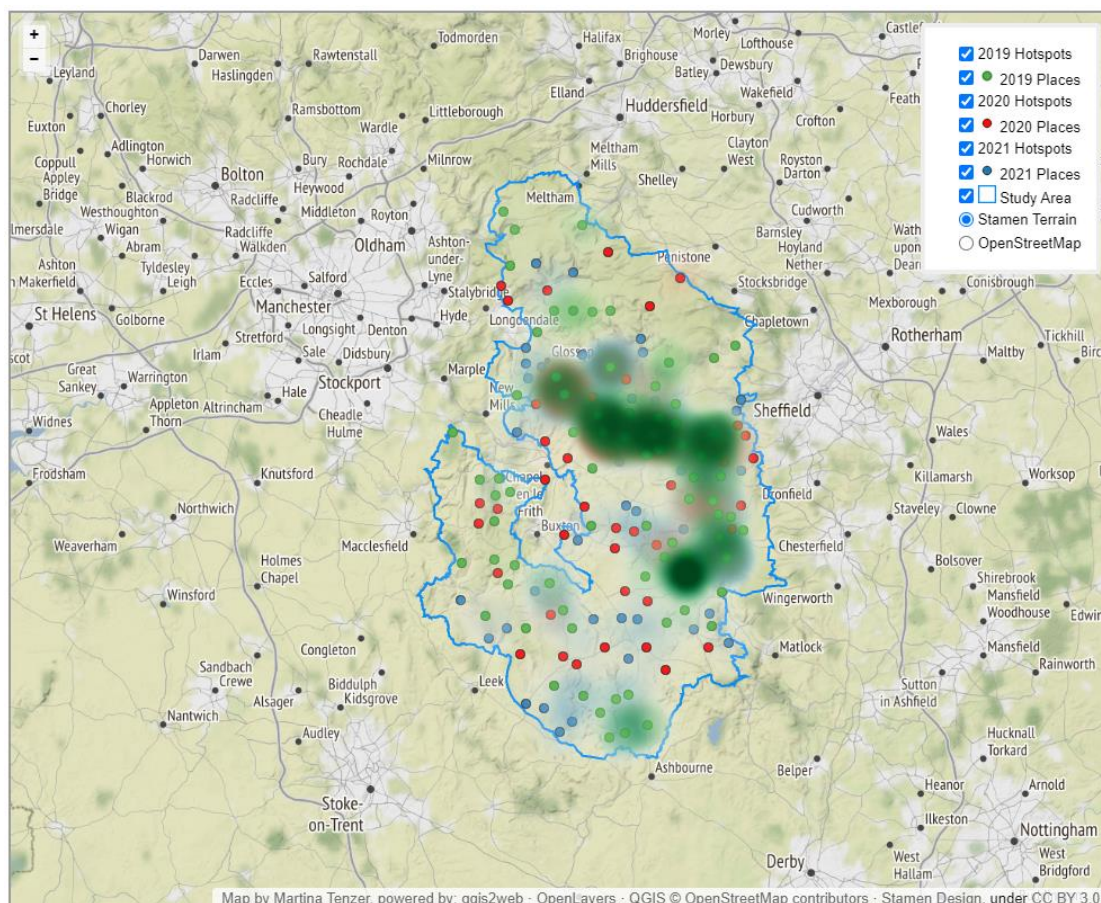 +
−
2019 Hotspots
2019 Places
2020 Hotspots
2020 Places
2021 Hotspots
2021 Places
Study Area
Stamen Terrain
OpenStreetMap
Todmorden
Halifax
Morley
Lofthouse
Darwen
Rawtenstall
Brighouse
Dewsbury
Batley
Leyland
Haslingden
Elland
Wakefield
Chorley
Ramsbottom
Littleborough
Huddersfield
Horbury
Crofton
Euxton
Wardle
Adlington
Rochdale
Milnrow
Meltham
Mills
Clayton
West
Royston
Coppull
Appley
Bridge
Horwich
Bury
Heywood
Shelley
Darton
Blackrod
Bolton
Radcliffe
Middleton
Royton
Meltham
Cudworth
Westhoughton
Wigan
Radcliffe
Walkden
Oldham
Barnsley
Hoyland
Nether
Abram
Ashton-
under-
Lyne
Penistone
Ashton
in Makerfield
Tyldesley
Leigh
Salford
Eccles
Stalybridge
Stocksbridge
Mexborough
Conisbrough
Manchester
Hyde
Longdendale
St Helens
Golborne
Stretford
Longsight
Denton
Chapeltown
Rotherham
Tickhill
Irlam
Sale
Didsbury
Maltby
Great
Sankey
Warrington
Stockport
Marple
New
Mills
Altrincham
Hale
Cheadle
Hulme
Sheffield
Widnes
Appleton
Thorn
Wales
Frodsham
Knutsford
Killamarsh
Worksop
Chapel
en le
Frith
Dronfield
Northwich
Staveley
Clowne
Macclesfield
Buxton
Weaverham
Chesterfield
Holmes
Chapel
Bolsover
Shirebrook
Mansfield
Woodhouse
Winsford
Wingerworth
Congleton
Matlock
Mansfield
Sandbach
Crewe
Biddulph
Kidsgrove
Leek
Rainworth
Alsager
Sutton
in Ashfield
Nantwich
Audley
Hucknall
Torkard
Ashbourne
Belper
Stoke-
on-Trent
Heanor
Arnold
Ilkeston
Nottingham
West
Hallam
West
Bridgford
Derby
Map by Martina Tenzer, powered by: qgis2web · OpenLayers · QGIS © OpenStreetMap contributors · Stamen Design, under CC BY 3.0